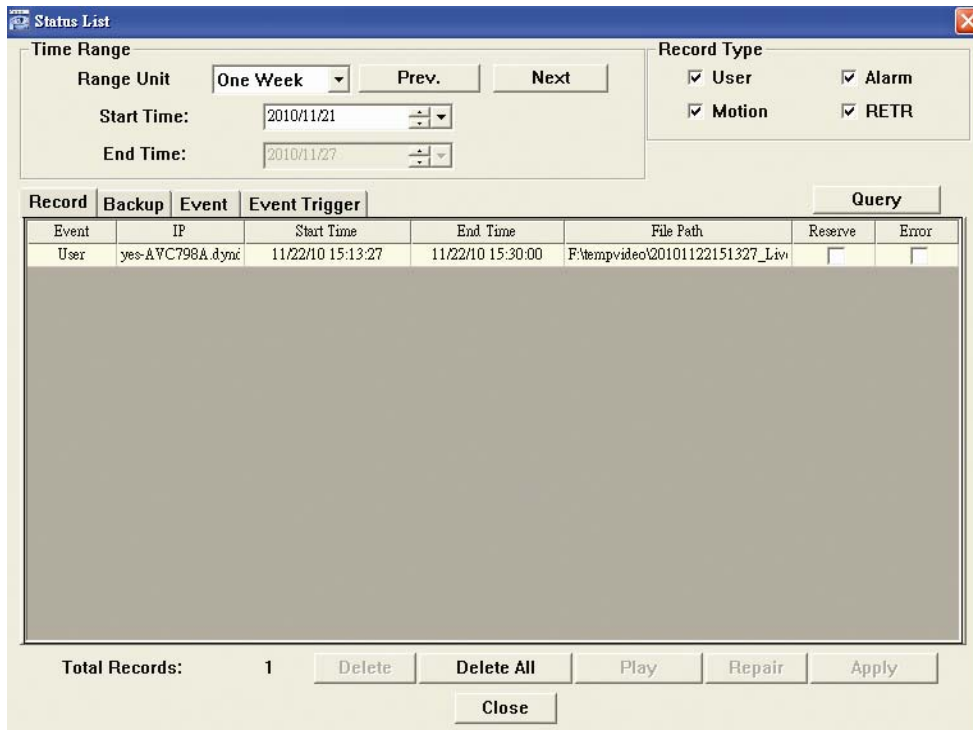 Status List
Time Range
Record Type
Range Unit One Week Prev. Next
User Alarm
Start Time: 2010/11/21
Motion RETR
End Time: 2010/11/27
Record Backup Event Event Trigger Query
Event IP Start Time End Time File Path Reserve Error
User yes-AVC798A.dyn 11/22/10 15:13:27 11/22/10 15:30:00 F:\tempvideo\20101122151327_Liv
Total Records: 1 Delete Delete All Play Repair Apply
Close